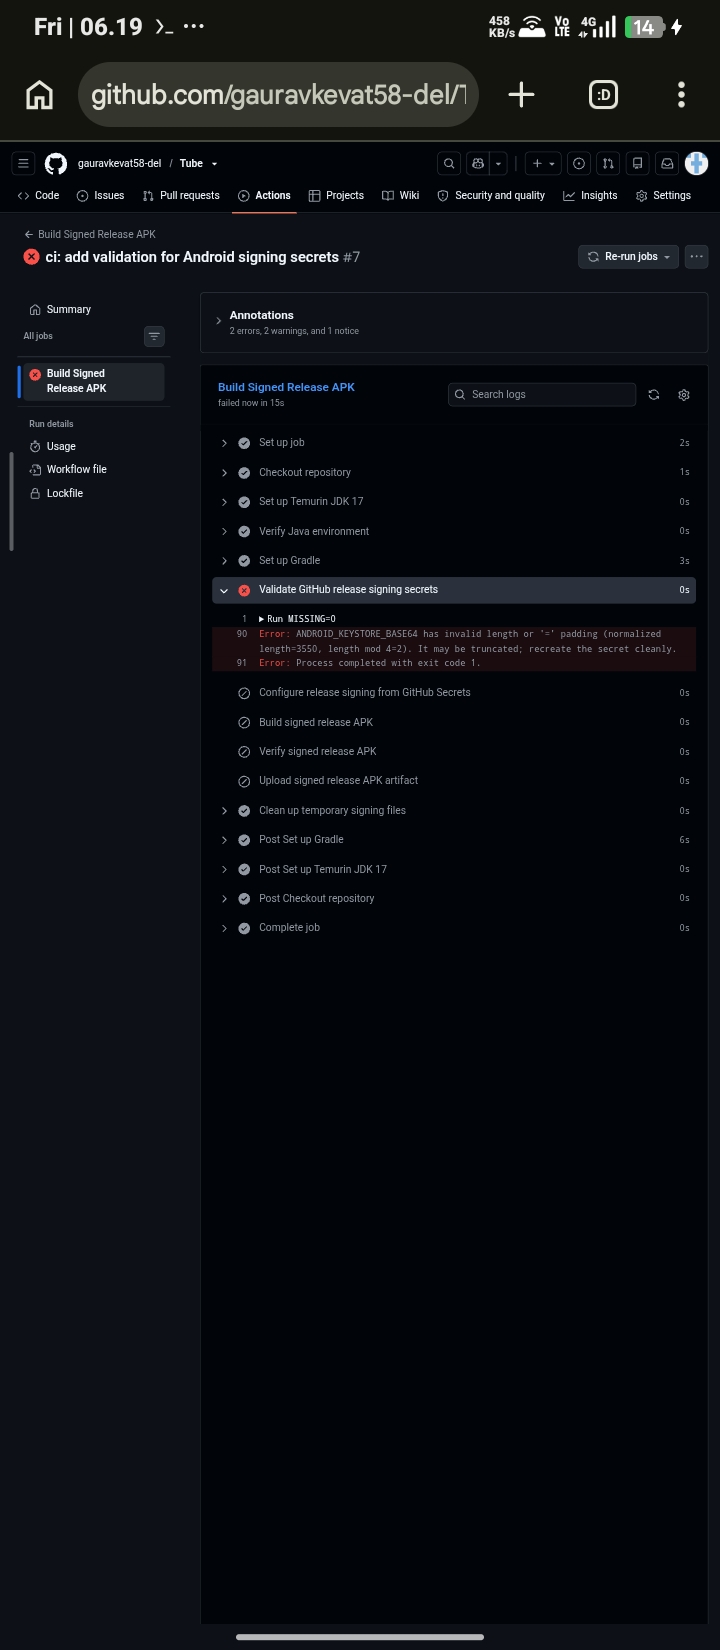 Fri | 06.19 >_ ···
458 KB/s Vo LTE 4G 14
github.com/gauravkevat58-del/T
:D
gauravkevat58-del / Tube
Code Issues Pull requests Actions Projects Wiki Security and quality Insights Settings
Build Signed Release APK
ci: add validation for Android signing secrets #7
Re-run jobs
Summary
All jobs
Build Signed
Release APK
Run details
Usage
Workflow file
Lockfile
Annotations
2 errors, 2 warnings, and 1 notice
Build Signed Release APK
failed now in 15s
Search logs
Set up job 2s
Checkout repository 1s
Set up Temurin JDK 17 0s
Verify Java environment 0s
Set up Gradle 3s
Validate GitHub release signing secrets 0s
1 Run MISSING=0
90 Error: ANDROID_KEYSTORE_BASE64 has invalid length or '=' padding (normalized
length=3550, length mod 4=2). It may be truncated; recreate the secret cleanly.
91 Error: Process completed with exit code 1.
Configure release signing from GitHub Secrets 0s
Build signed release APK 0s
Verify signed release APK 0s
Upload signed release APK artifact 0s
Clean up temporary signing files 0s
Post Set up Gradle 6s
Post Set up Temurin JDK 17 0s
Post Checkout repository 0s
Complete job 0s